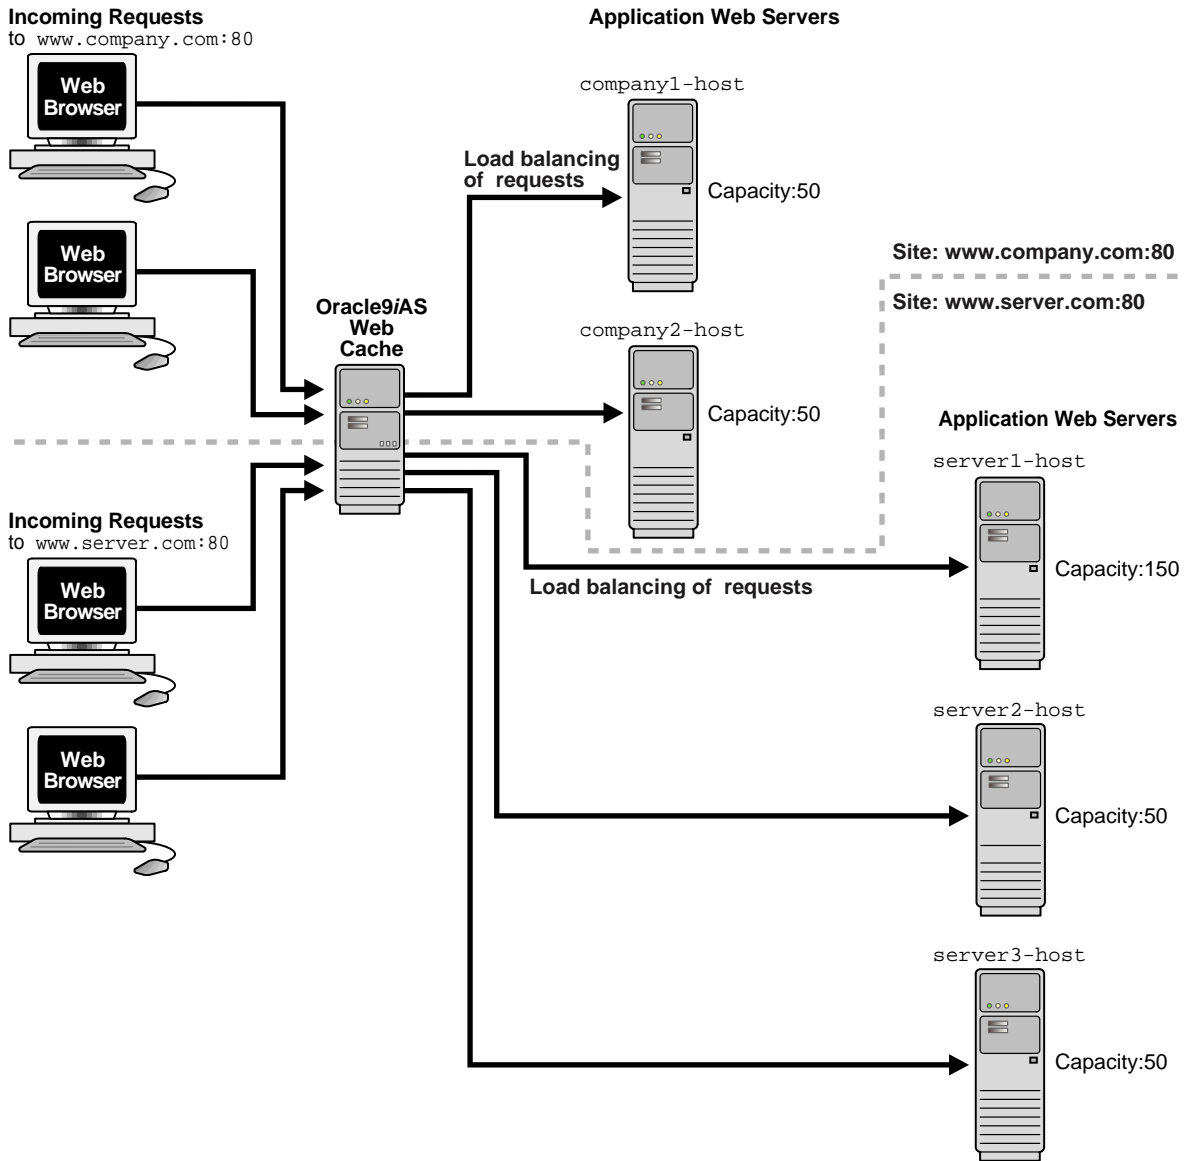 Incoming Requests
to www.company.com:80
Web
Browser
Web
Browser
Application Web Servers
company1-host
Load balancing
of requests
Capacity:50
Site: www.company.com:80
Site: www.server.com:80
Oracle9iAS
Web
Cache
company2-host
Capacity:50
Application Web Servers
server1-host
Capacity:150
Incoming Requests
to www.server.com:80
Web
Browser
Web
Browser
Load balancing of requests
server2-host
Capacity:50
server3-host
Capacity:50